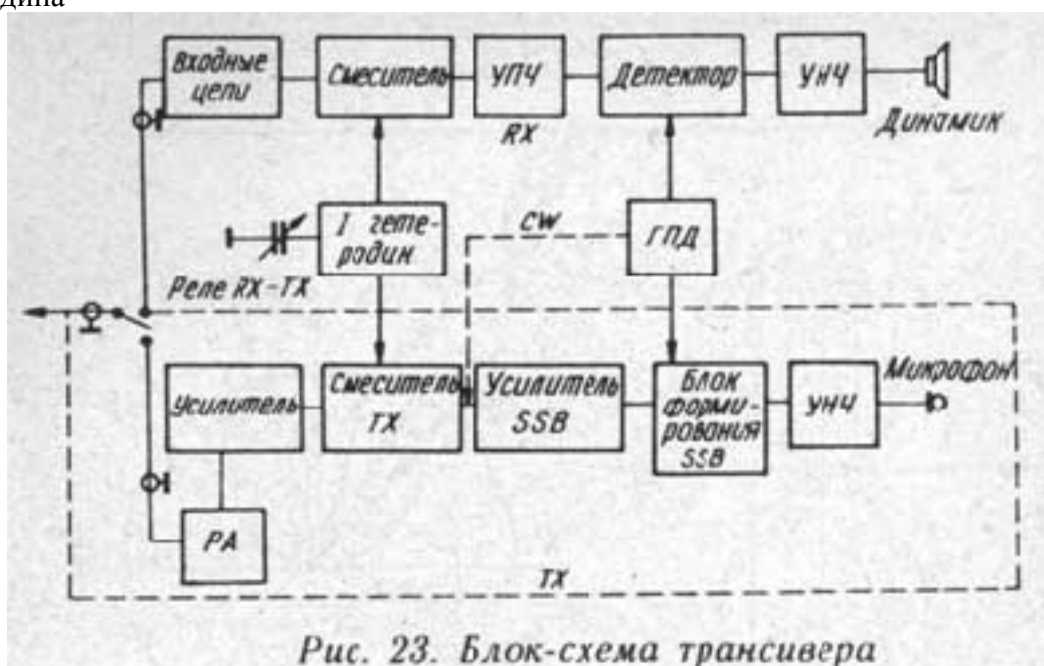 дина
Входные
цепи
Смеситель
УПЧ
Детектор
УНЧ
RX
Динамик
I гете-
родин
CW
ГПД
Реле RX-TX
Усилитель
Смеситель
TX
Усилитель
SSB
Блок
форми-
рования
SSB
УНЧ
Микрофон
PA
TX
Рис. 23. Блок-схема трансивера